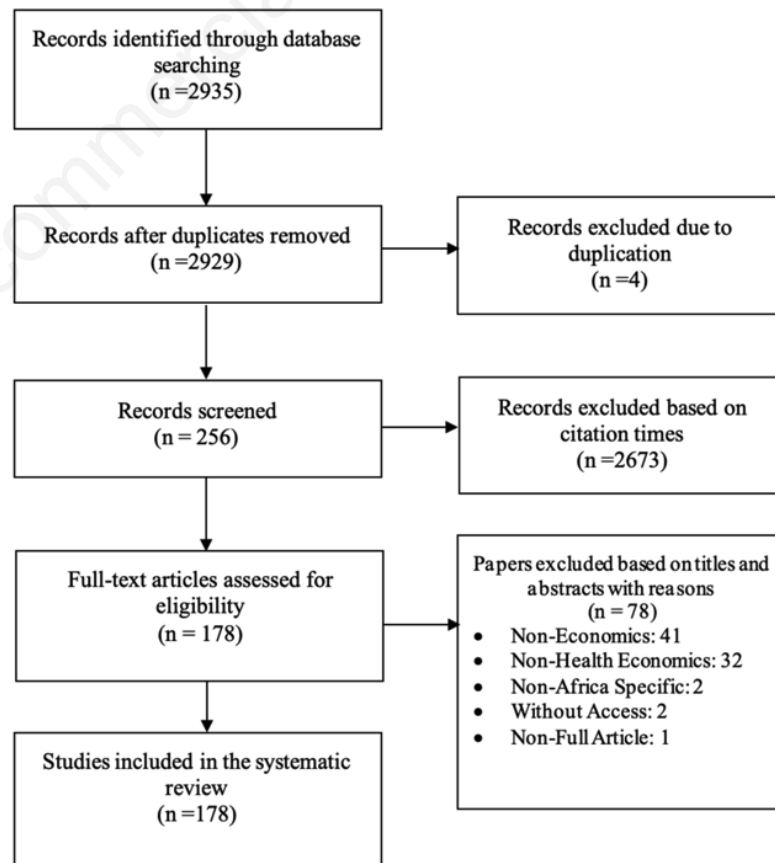 commercia
Records identified through database
searching
(n =2935)
Records after duplicates removed
(n =2929)
Records excluded due to
duplication
(n =4)
Records screened
(n = 256)
Records excluded based on
citation times
(n =2673)
Full-text articles assessed for
eligibility
(n = 178)
Papers excluded based on titles and
abstracts with reasons
(n = 78)
• Non-Economics: 41
• Non-Health Economics: 32
• Non-Africa Specific: 2
• Without Access: 2
• Non-Full Article: 1
Studies included in the systematic
review
(n =178)